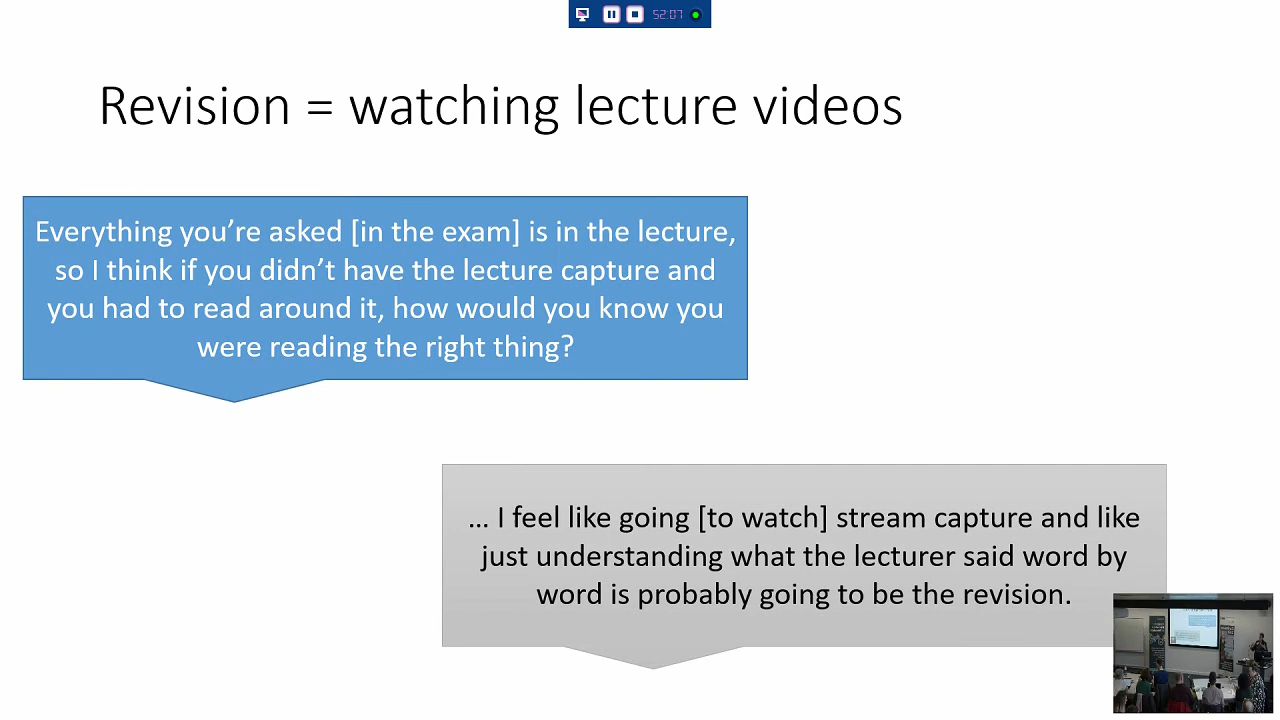 52:07
Revision = watching lecture videos
Everything you're asked [in the exam] is in the lecture,
so I think if you didn't have the lecture capture and
you had to read around it, how would you know you
were reading the right thing?
... I feel like going [to watch] stream capture and like
just understanding what the lecturer said word by
word is probably going to be the revision.